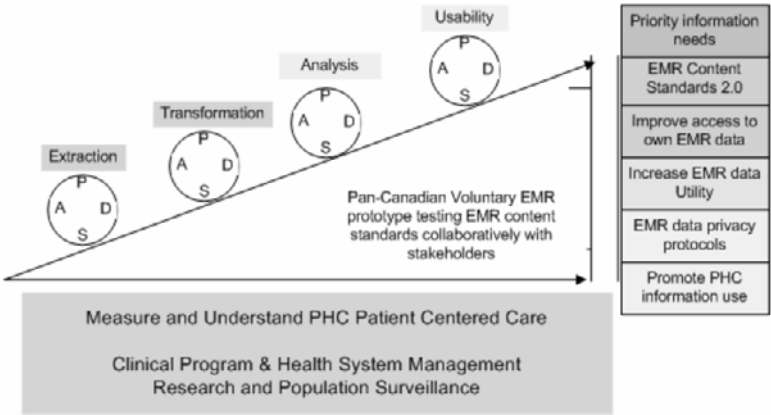 Usability
P
A D
S
Analysis
P
A D
S
Transformation
P
A D
S
Extraction
P
A D
S
Pan-Canadian Voluntary EMR
prototype testing EMR content
standards collaboratively with
stakeholders
Measure and Understand PHC Patient Centered Care
Clinical Program & Health System Management
Research and Population Surveillance
Priority information
needs
EMR Content
Standards 2.0
Improve access to
own EMR data
Increase EMR data
Utility
EMR data privacy
protocols
Promote PHC
information use